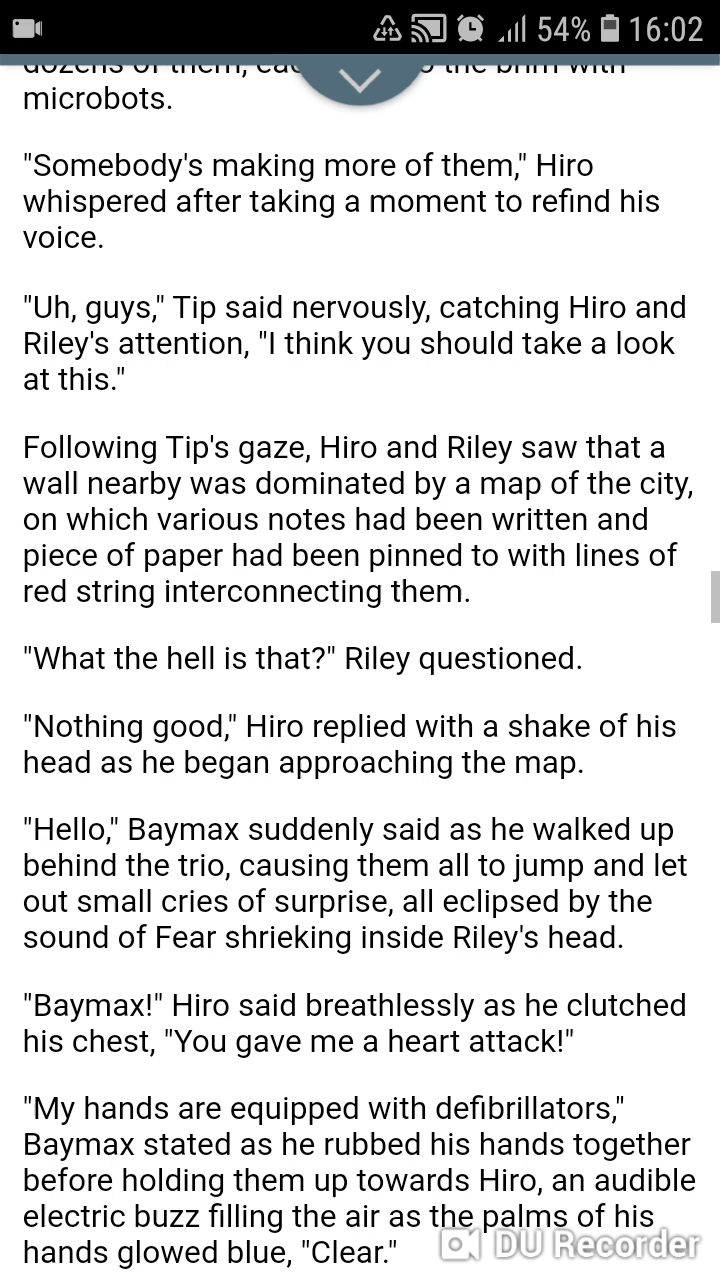 54% 16:02
microbots.
"Somebody's making more of them," Hiro
whispered after taking a moment to refind his
voice.
"Uh, guys," Tip said nervously, catching Hiro and
Riley's attention, "I think you should take a look
at this."
Following Tip's gaze, Hiro and Riley saw that a
wall nearby was dominated by a map of the city,
on which various notes had been written and
piece of paper had been pinned to with lines of
red string interconnecting them.
"What the hell is that?" Riley questioned.
"Nothing good," Hiro replied with a shake of his
head as he began approaching the map.
"Hello," Baymax suddenly said as he walked up
behind the trio, causing them all to jump and let
out small cries of surprise, all eclipsed by the
sound of Fear shrieking inside Riley's head.
"Baymax!" Hiro said breathlessly as he clutched
his chest, "You gave me a heart attack!"
"My hands are equipped with defibrillators,"
Baymax stated as he rubbed his hands together
before holding them up towards Hiro, an audible
electric buzz filling the air as the palms of his
hands glowed blue, "Clear."
DU Recorder